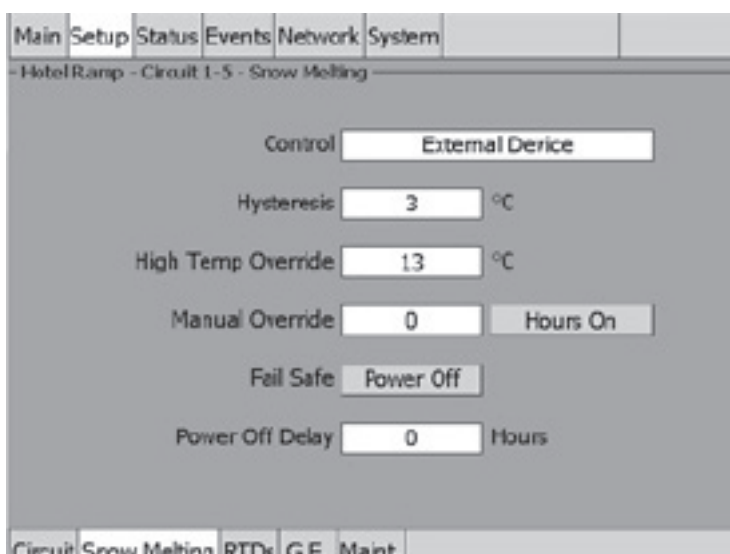 Main Setup Status Events Network System
Hotel Ramp - Circuit 1-5 - Snow Melting
Control External Device
Hysteresis 3 °C
High Temp Override 13 °C
Manual Override 0 Hours On
Fail Safe Power Off
Power Off Delay 0 Hours
Circuit Snow Melting RTDs G.F. Maint.